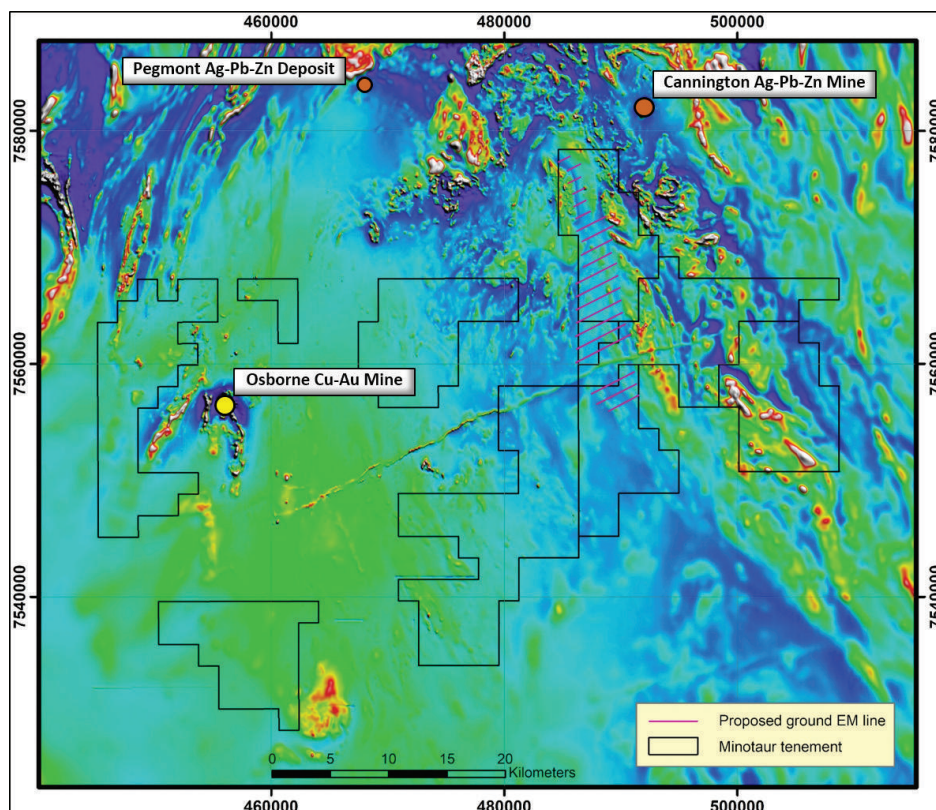 460000 480000 500000
Pegmont Ag-Pb-Zn Deposit
Cannington Ag-Pb-Zn Mine
7580000 7580000
7560000 7560000
Osborne Cu-Au Mine
7540000 7540000
Proposed ground EM line
Minotaur tenement
0 5 10 15 20
Kilometers
460000 480000 500000